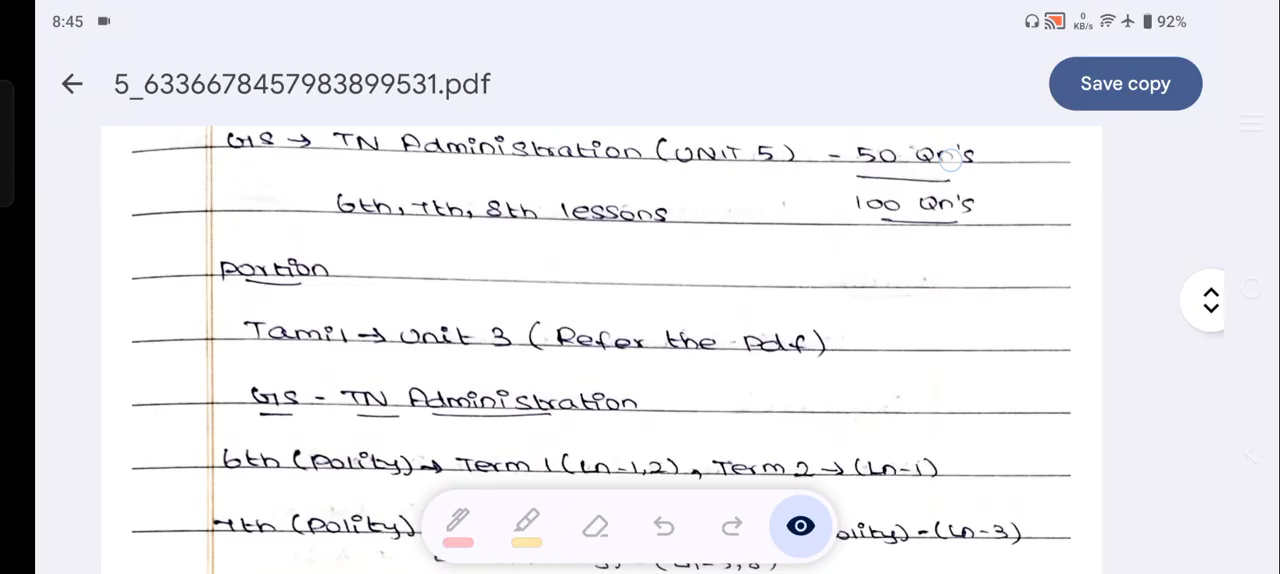 8:45 0 KB/s 92%
5_6336678457983899531.pdf Save copy
GS → TN Administration (UNIT 5) - 50 Qn's
6th, 7th, 8th lessons 100 Qn's
Portion
Tamil → Unit 3 (Refer the pdf)
GS - TN Administration
6th (Polity) → Term 1 (Ln-1,2), Term 2 → (Ln-1)
7th (Polity) olity) - (Ln-3)